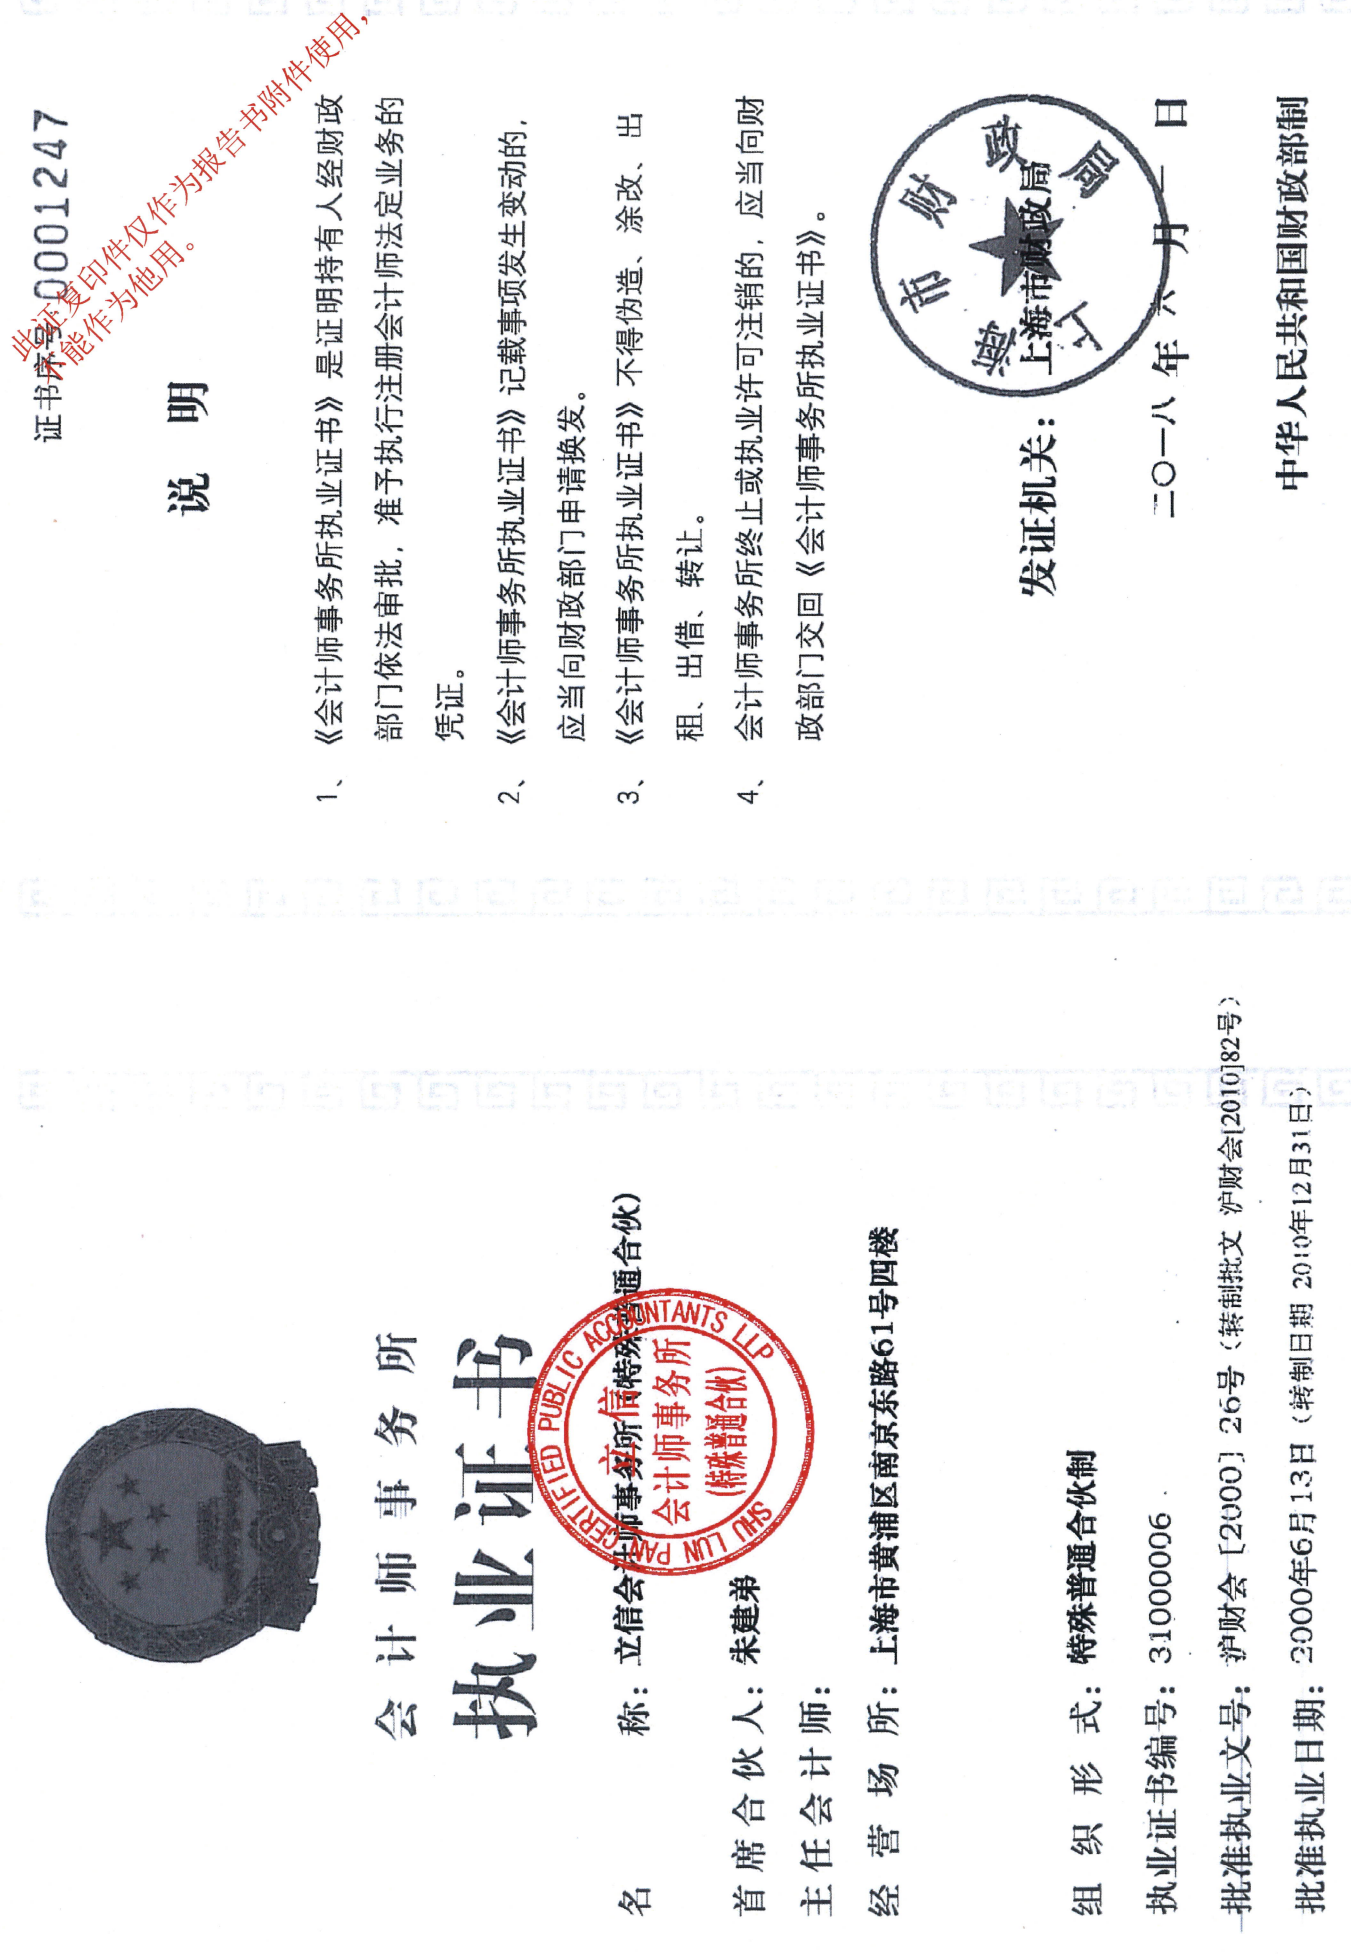 会计师事务所
执业证书
名 称：立信会计师事务所(特殊普通合伙)
首席合伙人：朱建弟
主任会计师：
经营场所：上海市黄浦区南京东路61号四楼
组织形式：特殊普通合伙制
执业证书编号：31000006
批准执业文号：沪财会〔2000〕26号（转制批文 沪财会[2010]82号）
批准执业日期：2000年6月13日（转制日期 2010年12月31日）
SHU LUN PAN CERTIFIED PUBLIC ACCOUNTANTS LLP
立信
会计师事务所
(特殊普通合伙)
证书序号:0001247
此证复印件仅作为报告书附件使用，
不能作为他用。
说 明
1、《会计师事务所执业证书》是证明持有人经财政
部门依法审批，准予执行注册会计师法定业务的
凭证。
2、《会计师事务所执业证书》记载事项发生变动的，
应当向财政部门申请换发。
3、《会计师事务所执业证书》不得伪造、涂改、出
租、出借、转让。
4、会计师事务所终止或执业许可注销的，应当向财
政部门交回《会计师事务所执业证书》。
发证机关：上海市财政局
上海市财政局
二〇一八年六月一日
中华人民共和国财政部制